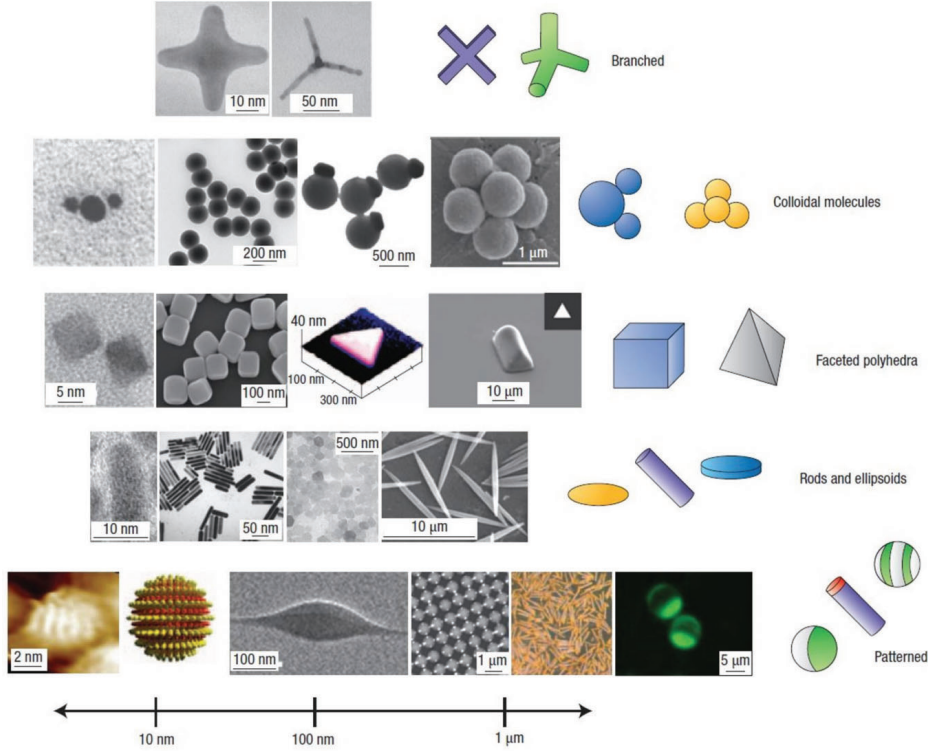 10 nm
50 nm
Branched
200 nm
500 nm
1 μm
Colloidal molecules
5 nm
100 nm
40 nm
100 nm
300 nm
10 μm
Faceted polyhedra
10 nm
50 nm
500 nm
10 μm
Rods and ellipsoids
2 nm
100 nm
1 μm
5 μm
Patterned
10 nm
100 nm
1 μm